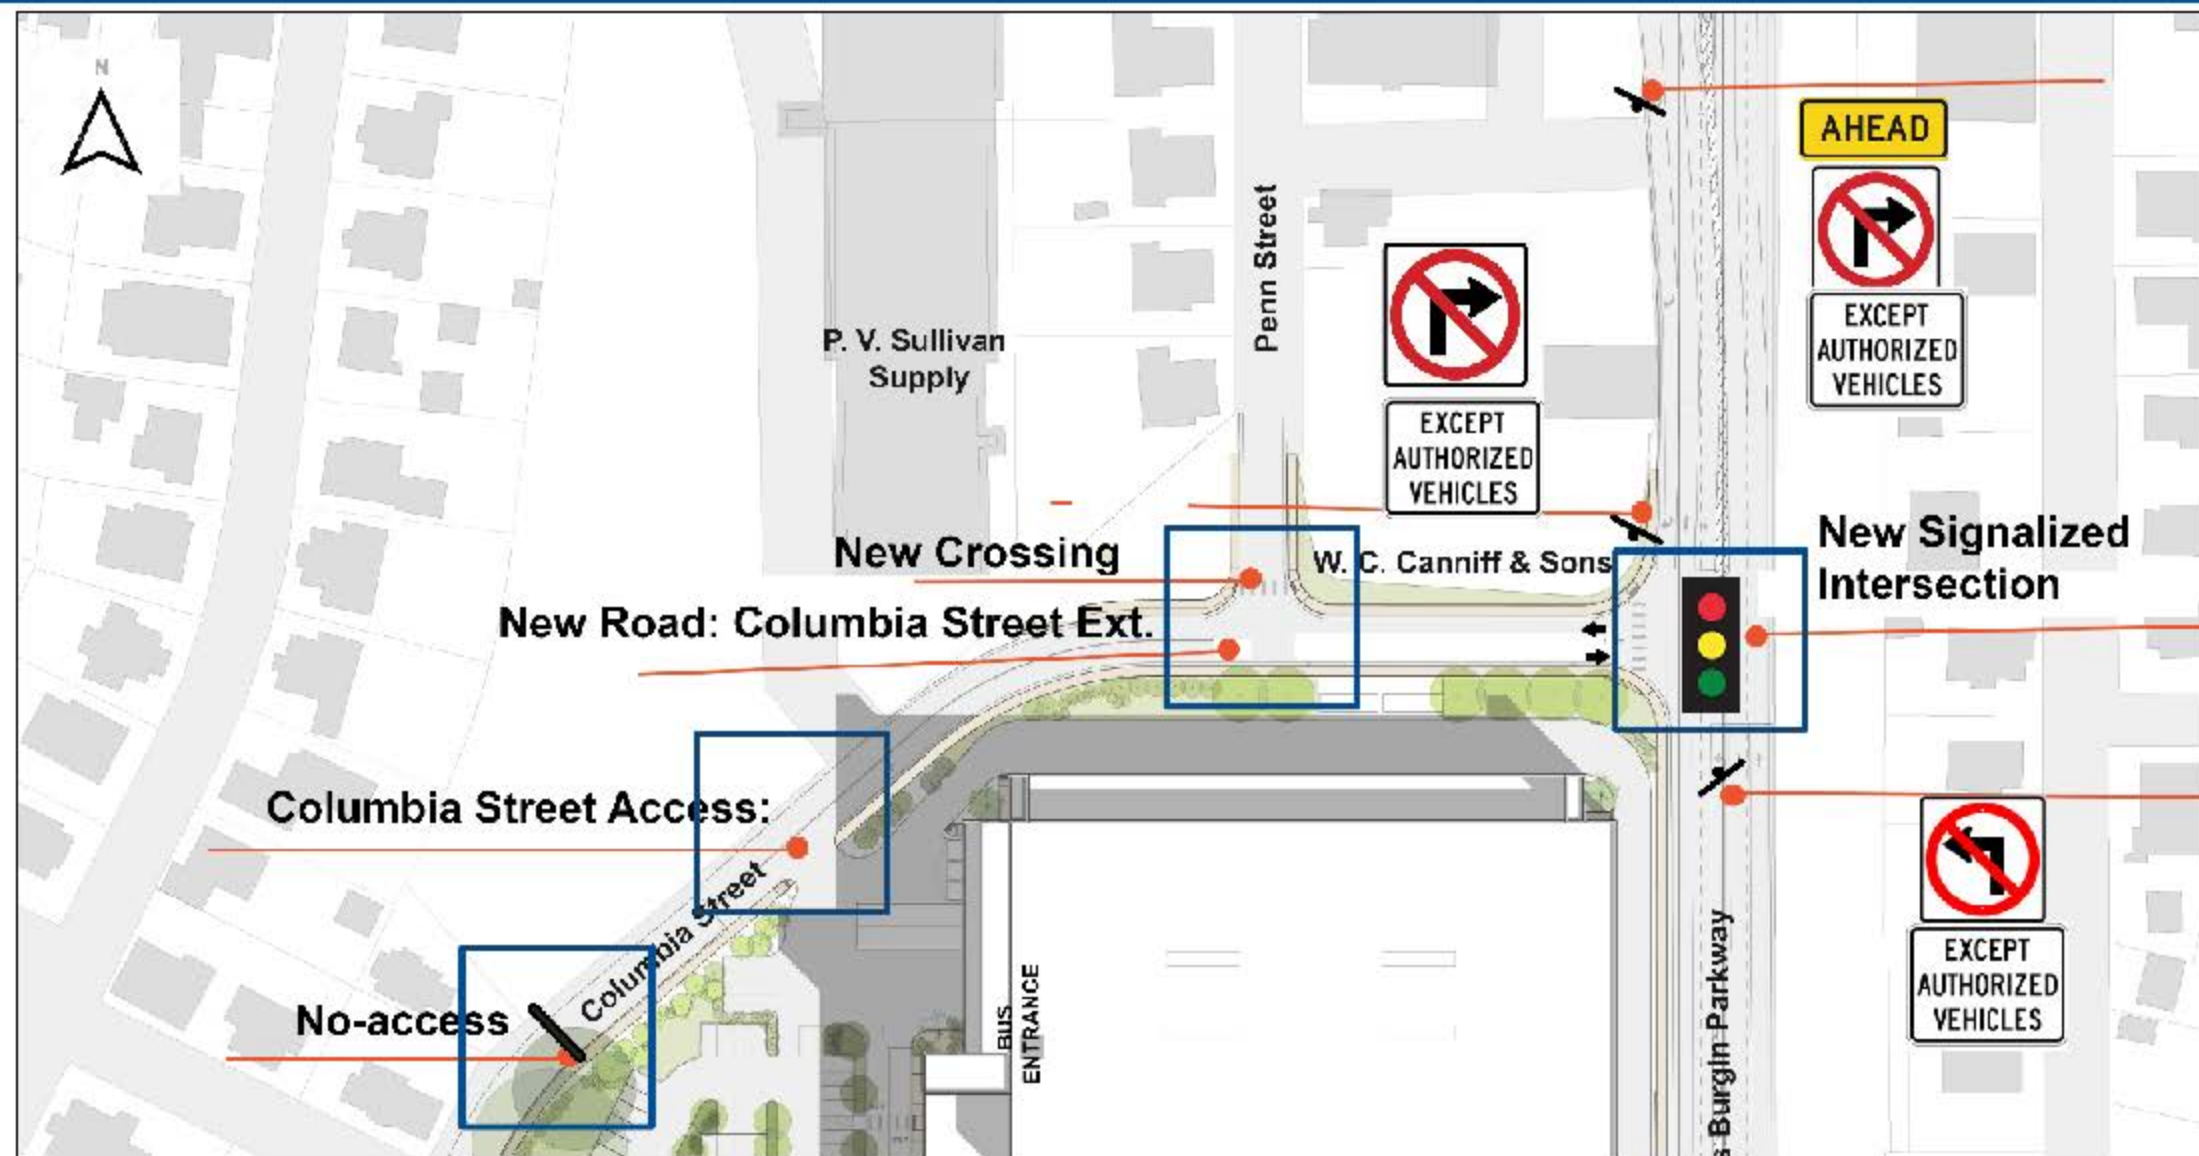 N
AHEAD
Penn Street
EXCEPT
AUTHORIZED
VEHICLES
P. V. Sullivan
Supply
EXCEPT
AUTHORIZED
VEHICLES
New Signalized
Intersection
New Crossing
W. C. Canniff & Sons
New Road: Columbia Street Ext.
Columbia Street Access:
Columbia Street
No-access
BUS
ENTRANCE
s Burgin Parkway
EXCEPT
AUTHORIZED
VEHICLES